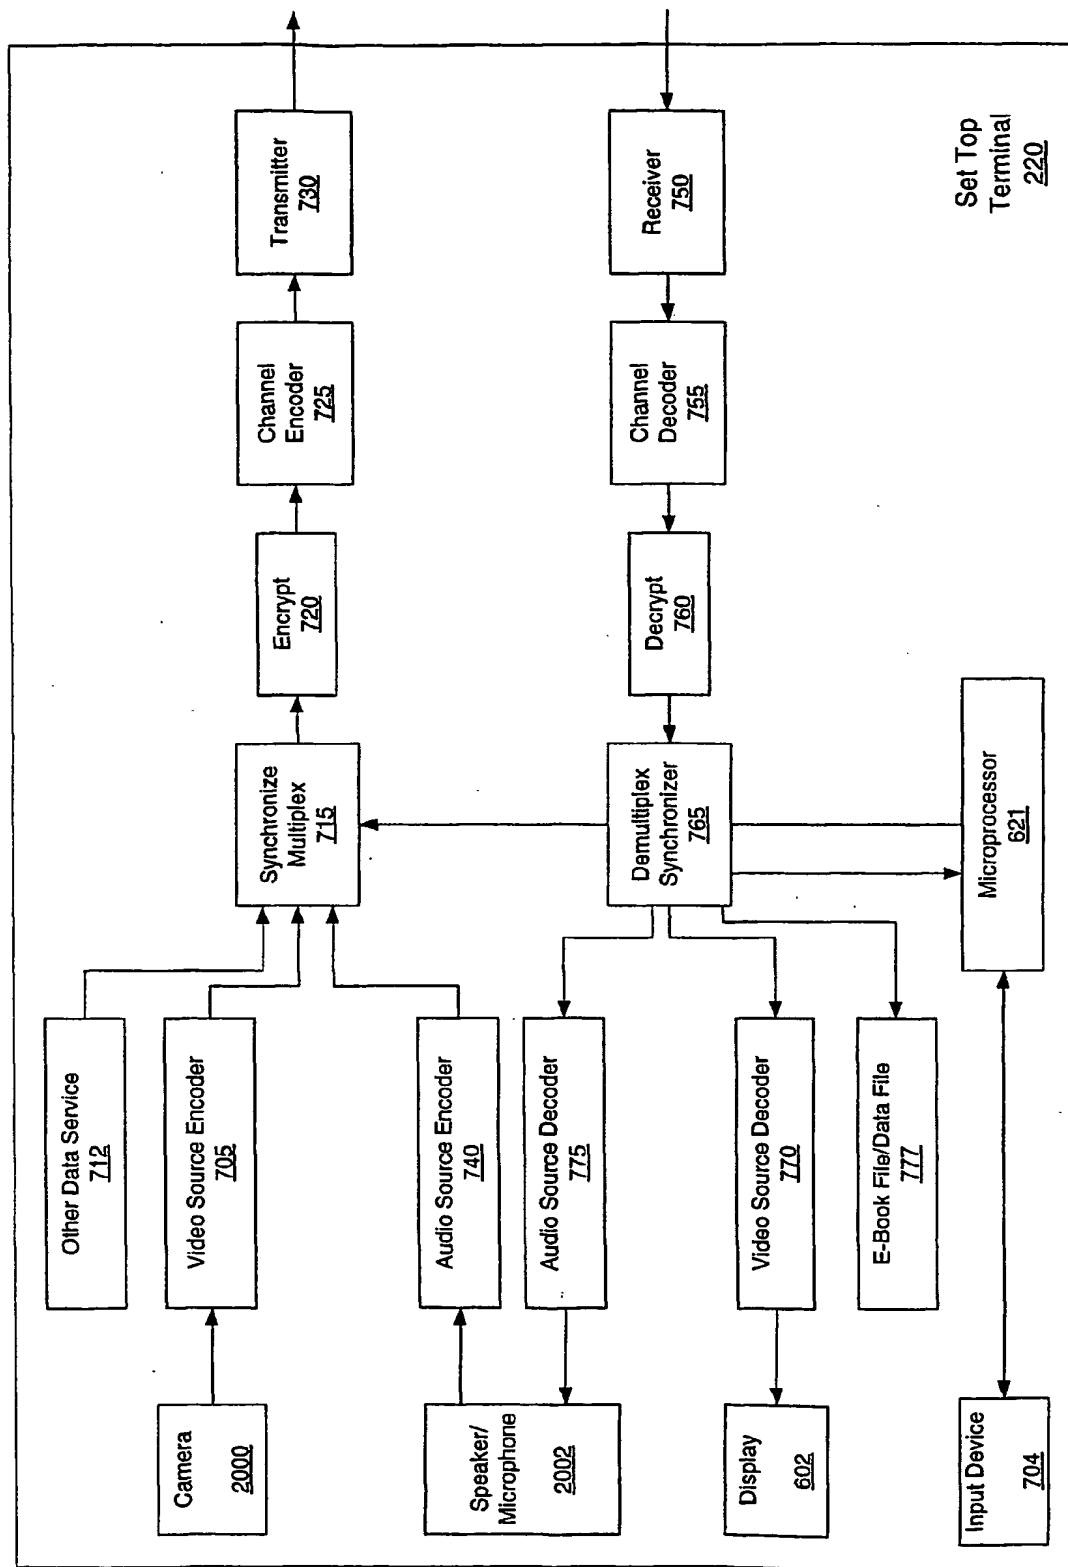 Other Data Service
712
Camera
2000
Video Source Encoder
705
Synchronize
Multiplex
715
Encrypt
720
Channel
Encoder
725
Transmitter
730
Speaker/
Microphone
2002
Audio Source Encoder
740
Audio Source Decoder
775
Display
602
Video Source Decoder
770
Demultiplex
Synchronizer
765
Decrypt
760
Channel
Decoder
755
Receiver
750
E-Book File/Data File
777
Input Device
704
Microprocessor
621
Set Top
Terminal
220